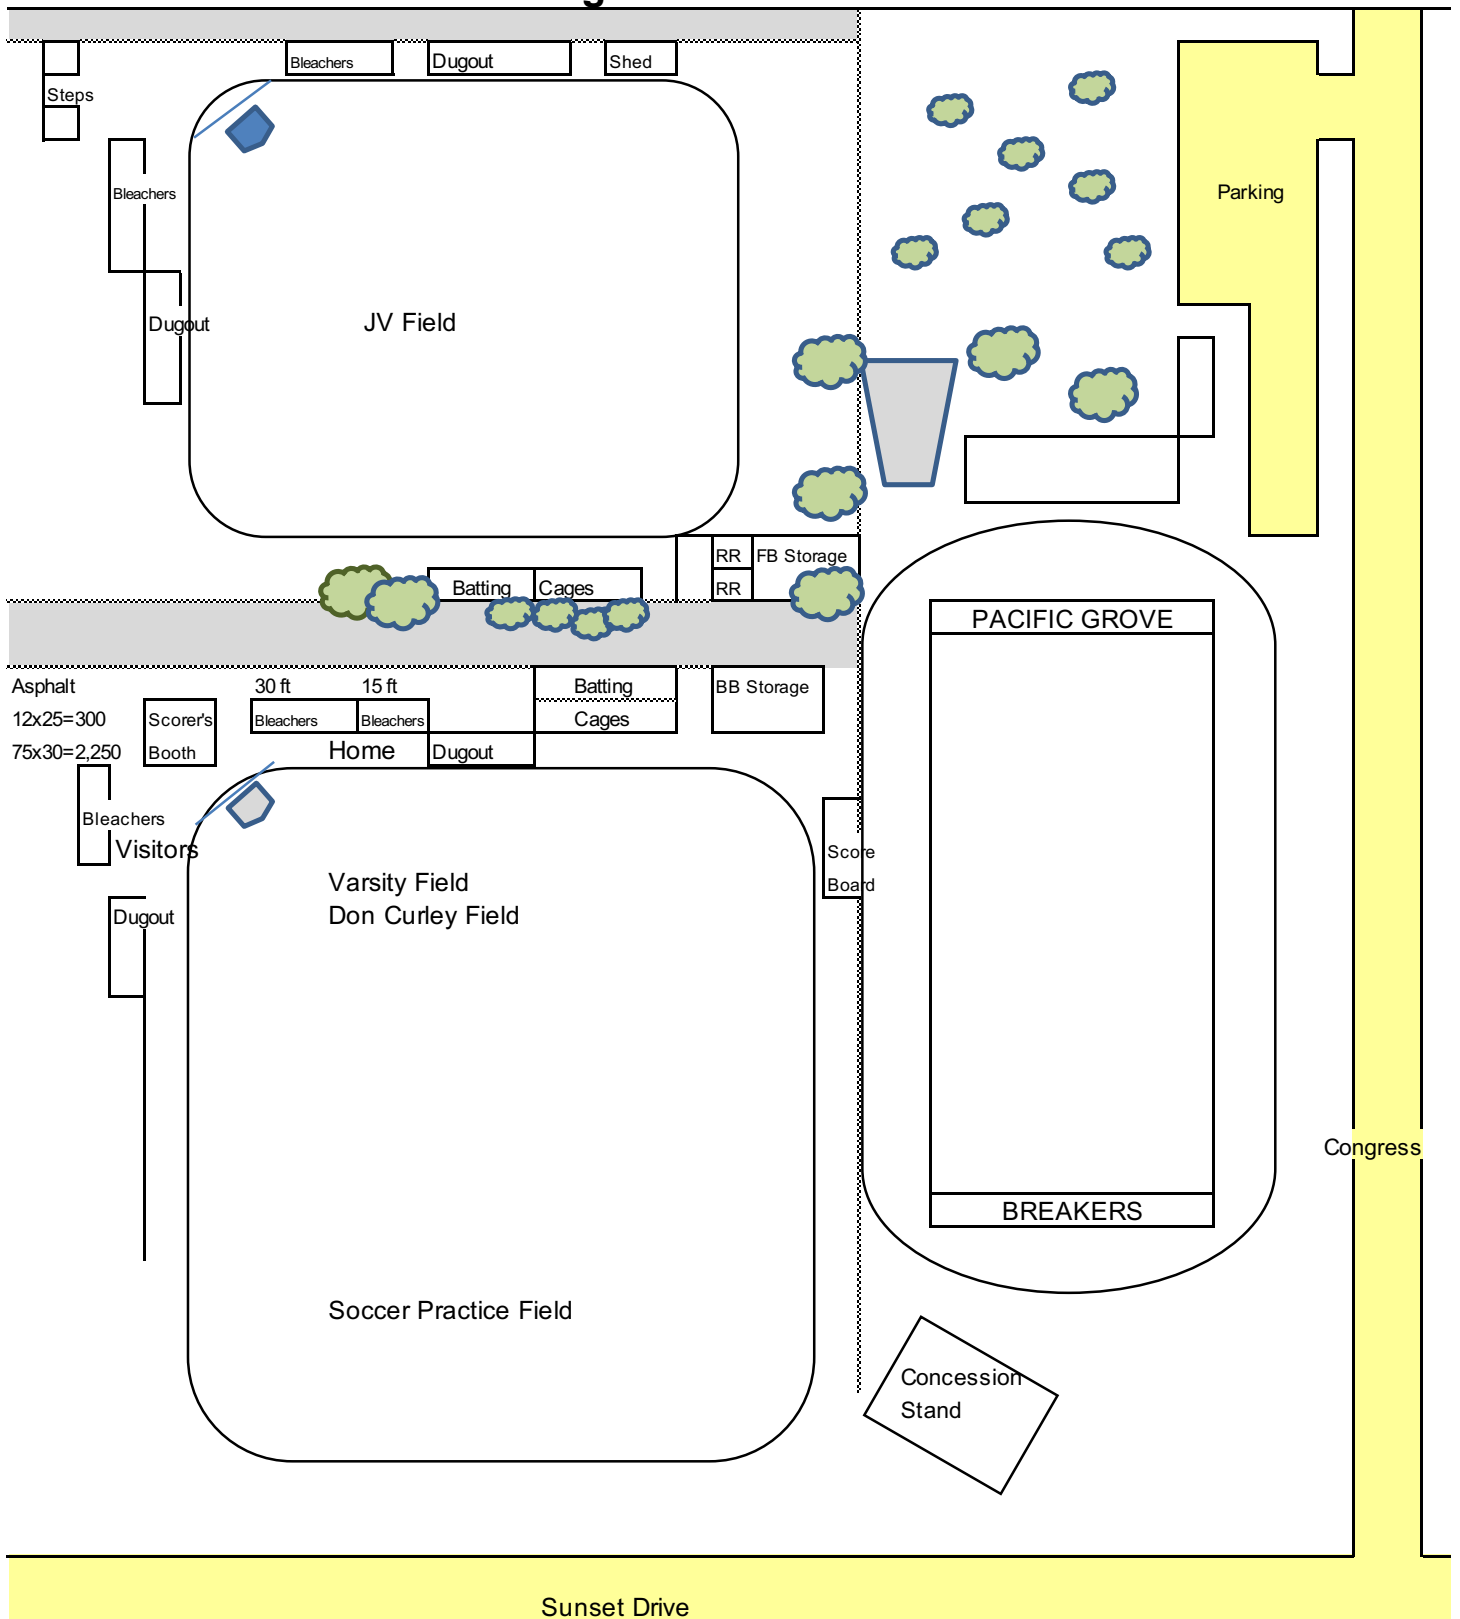 Bleachers
Dugout
Shed
Steps
Bleachers
Parking
Dugout
JV Field
RR
FB Storage
Batting
Cages
RR
PACIFIC GROVE
Asphalt
30 ft
15 ft
Batting
BB Storage
12x25=300
Scorer's
Bleachers
Bleachers
Cages
75x30=2,250
Booth
Home
Dugout
Bleachers
Visitors
Score
Board
Varsity Field
Don Curley Field
Dugout
Congress
BREAKERS
Soccer Practice Field
Concession
Stand
Sunset Drive